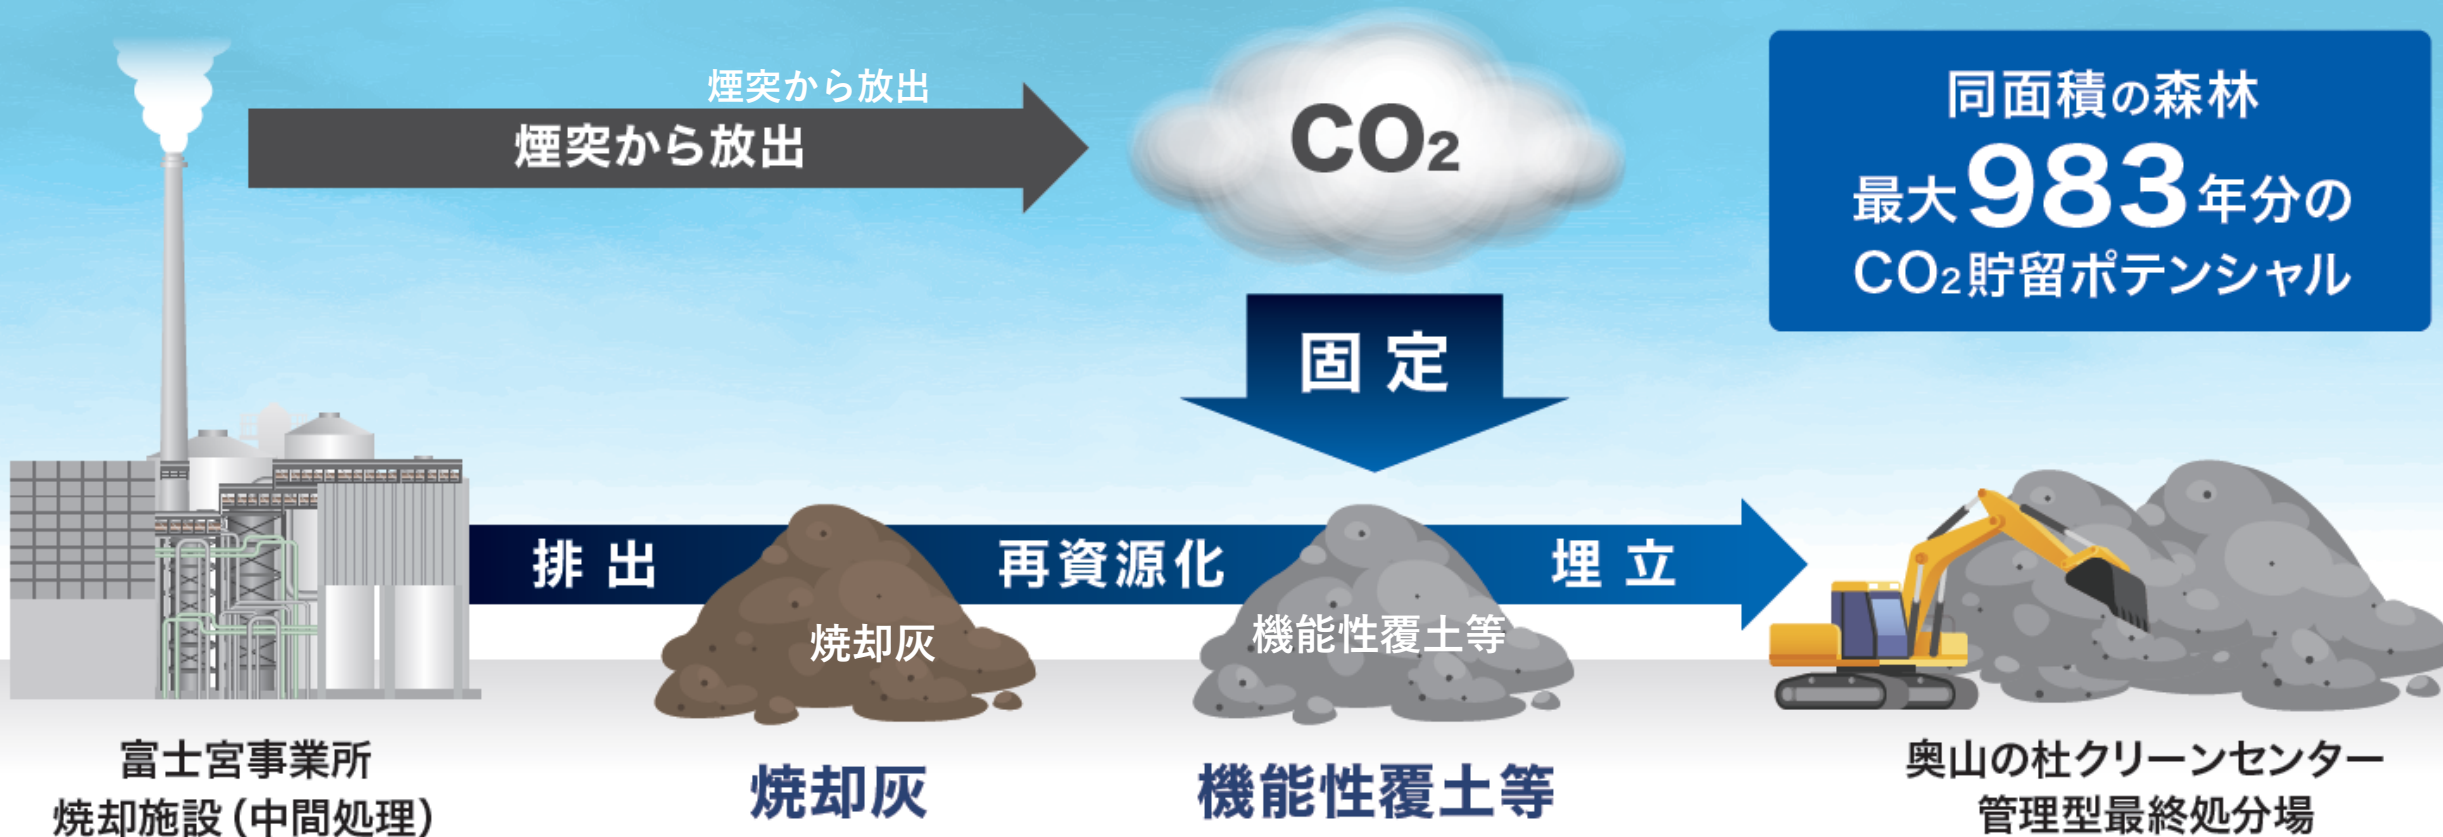 煙突から放出
煙突から放出
CO₂
同面積の森林
最大983年分の
CO₂貯留ポテンシャル
固定
排出
再資源化
埋立
焼却灰
機能性覆土等
富士宮事業所
焼却施設(中間処理)
焼却灰
機能性覆土等
奥山の杜クリーンセンター
管理型最終処分場